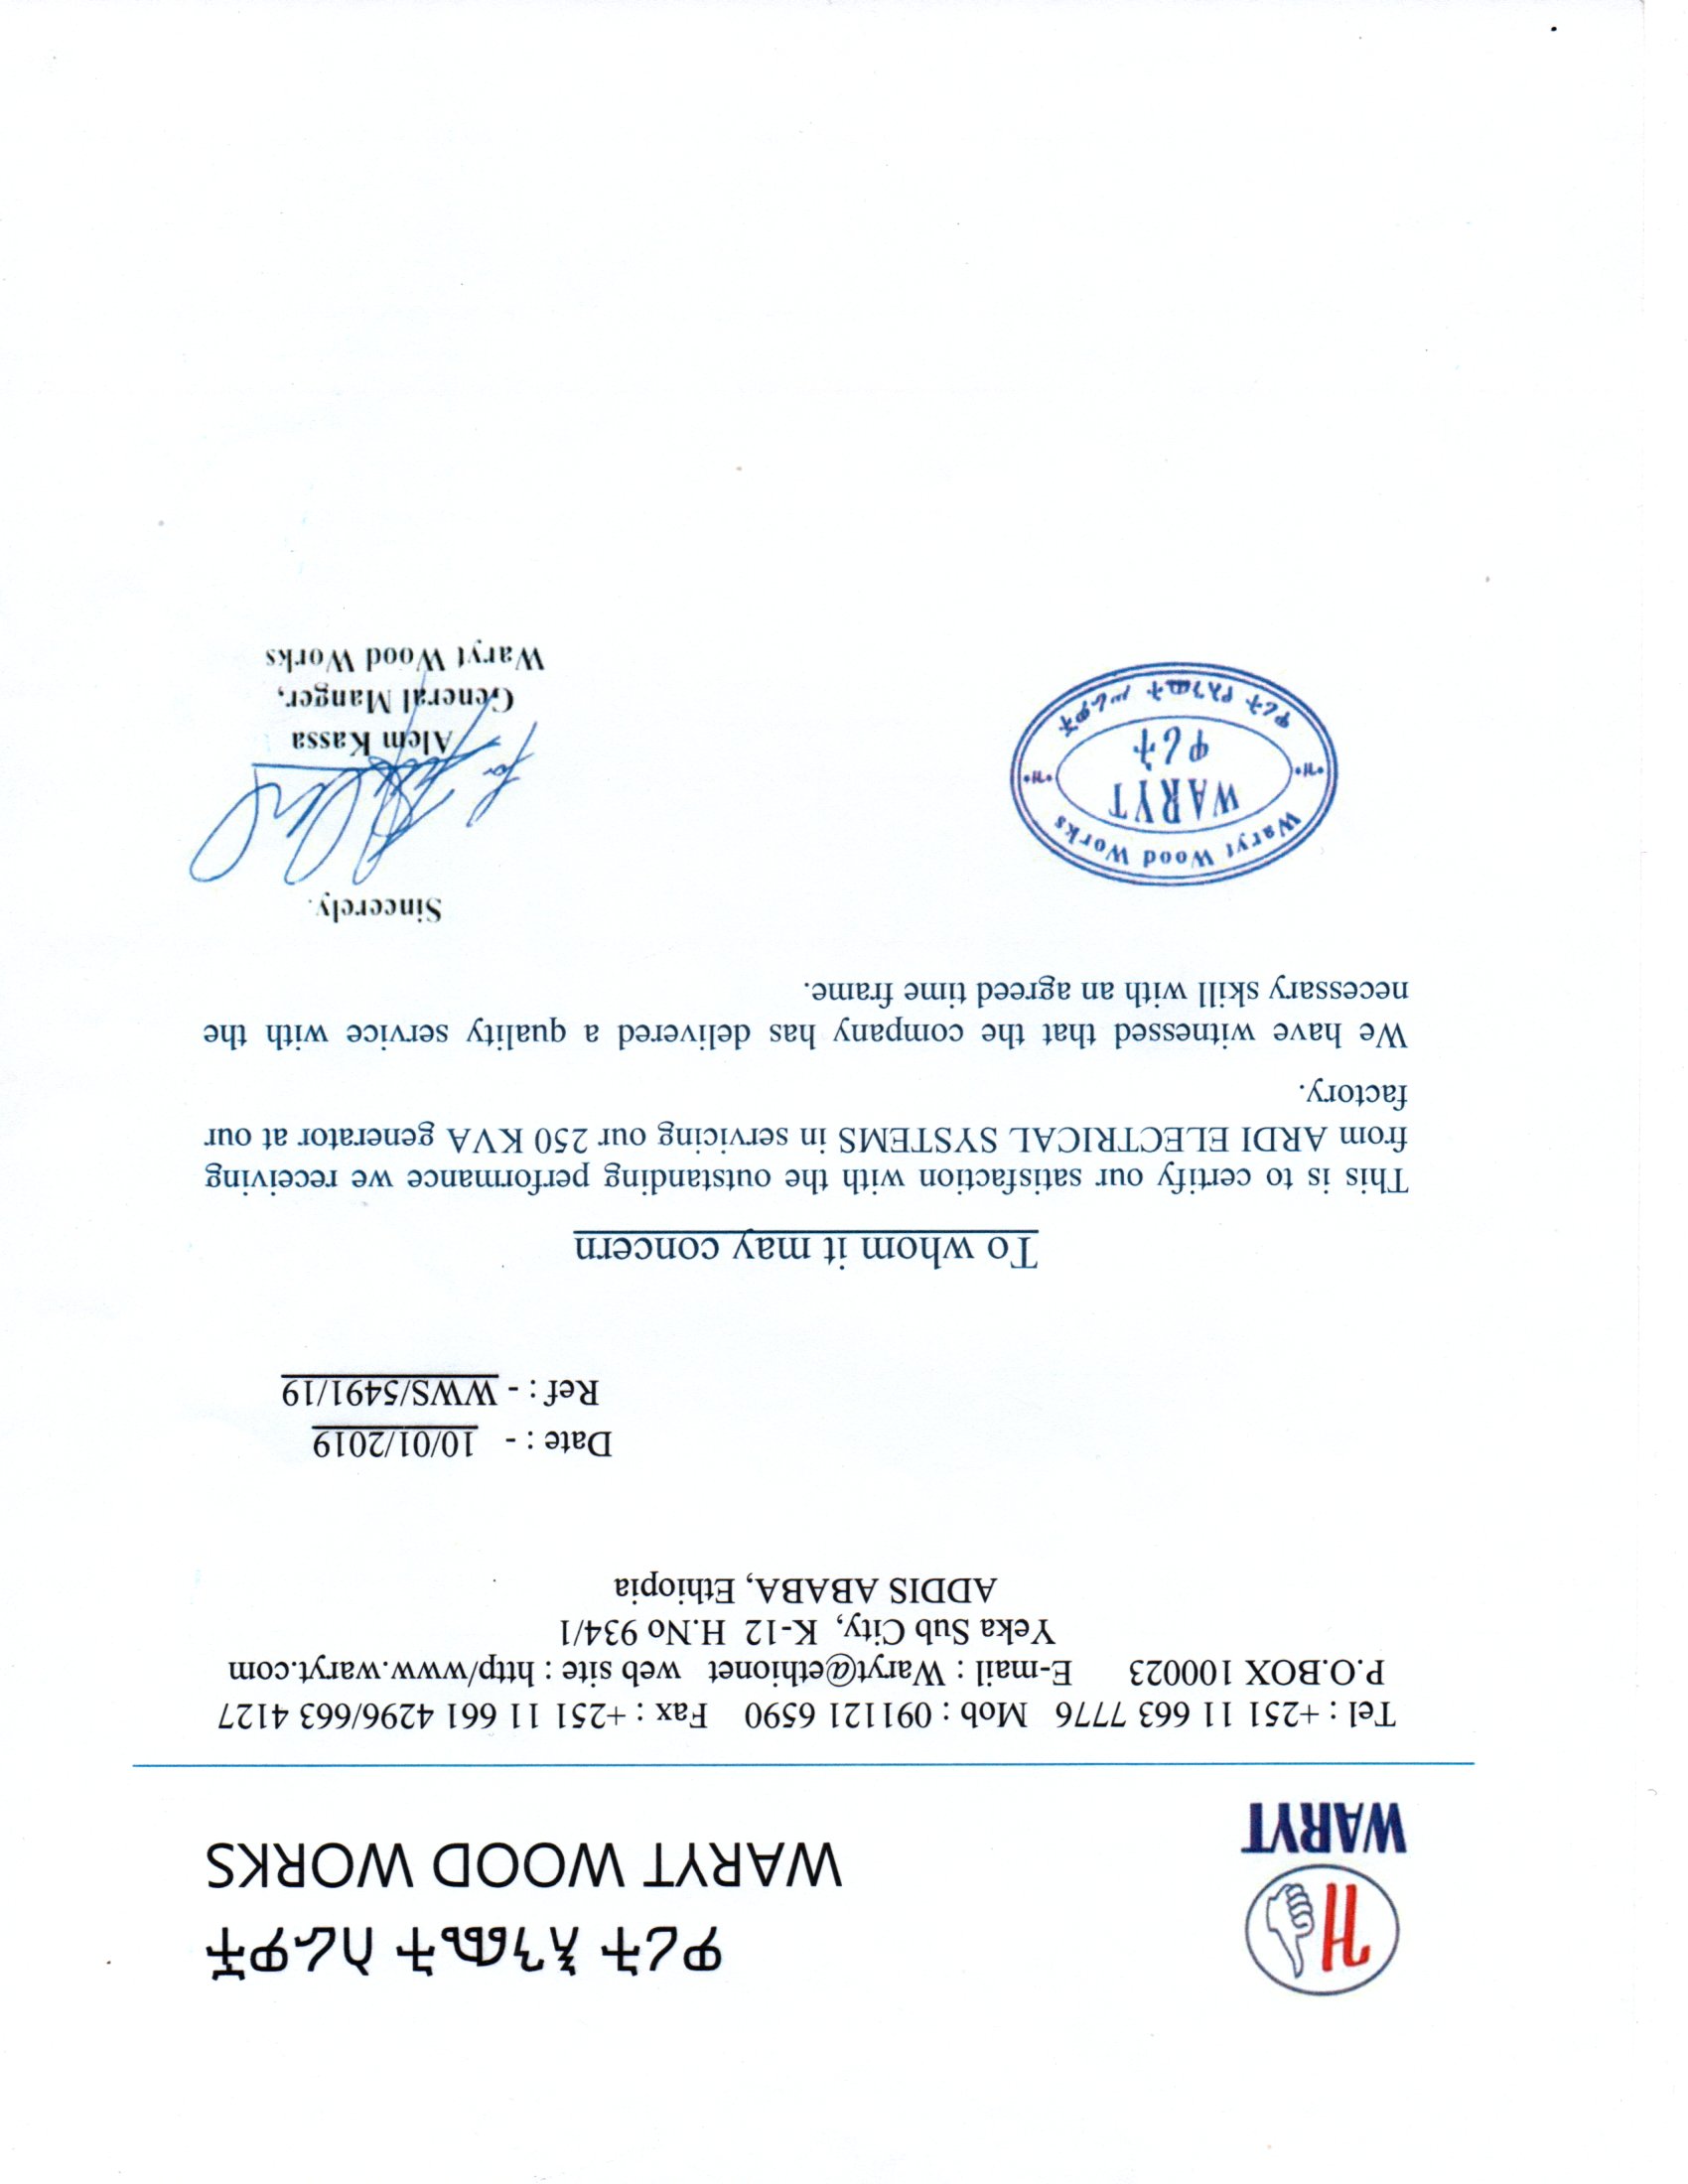 ዋሪት እንጨት ስራዎች
WARYT
WARYT WOOD WORKS
Tel : +251 11 663 7776 Mob : 091121 6590 Fax : +251 11 661 4296/663 4127
P.O.BOX 100023 E-mail : Waryt@ethionet web site : http/www.waryt.com
Yeka Sub City, K-12 H.No 934/1
ADDIS ABABA, Ethiopia
Date : - 10/01/2019
Ref : - WWS/5491/19
To whom it may concern
This is to certify our satisfaction with the outstanding performance we receiving
from ARDI ELECTRICAL SYSTEMS in servicing our 250 KVA generator at our
factory.
We have witnessed that the company has delivered a quality service with the
necessary skill with an agreed time frame.
Sincerely.
for
Alem Kassa
General Manger,
Waryt Wood Works
Waryt Wood Works
WARYT
ዋሪት
ዋሪት የእንጨት ሥራዎች